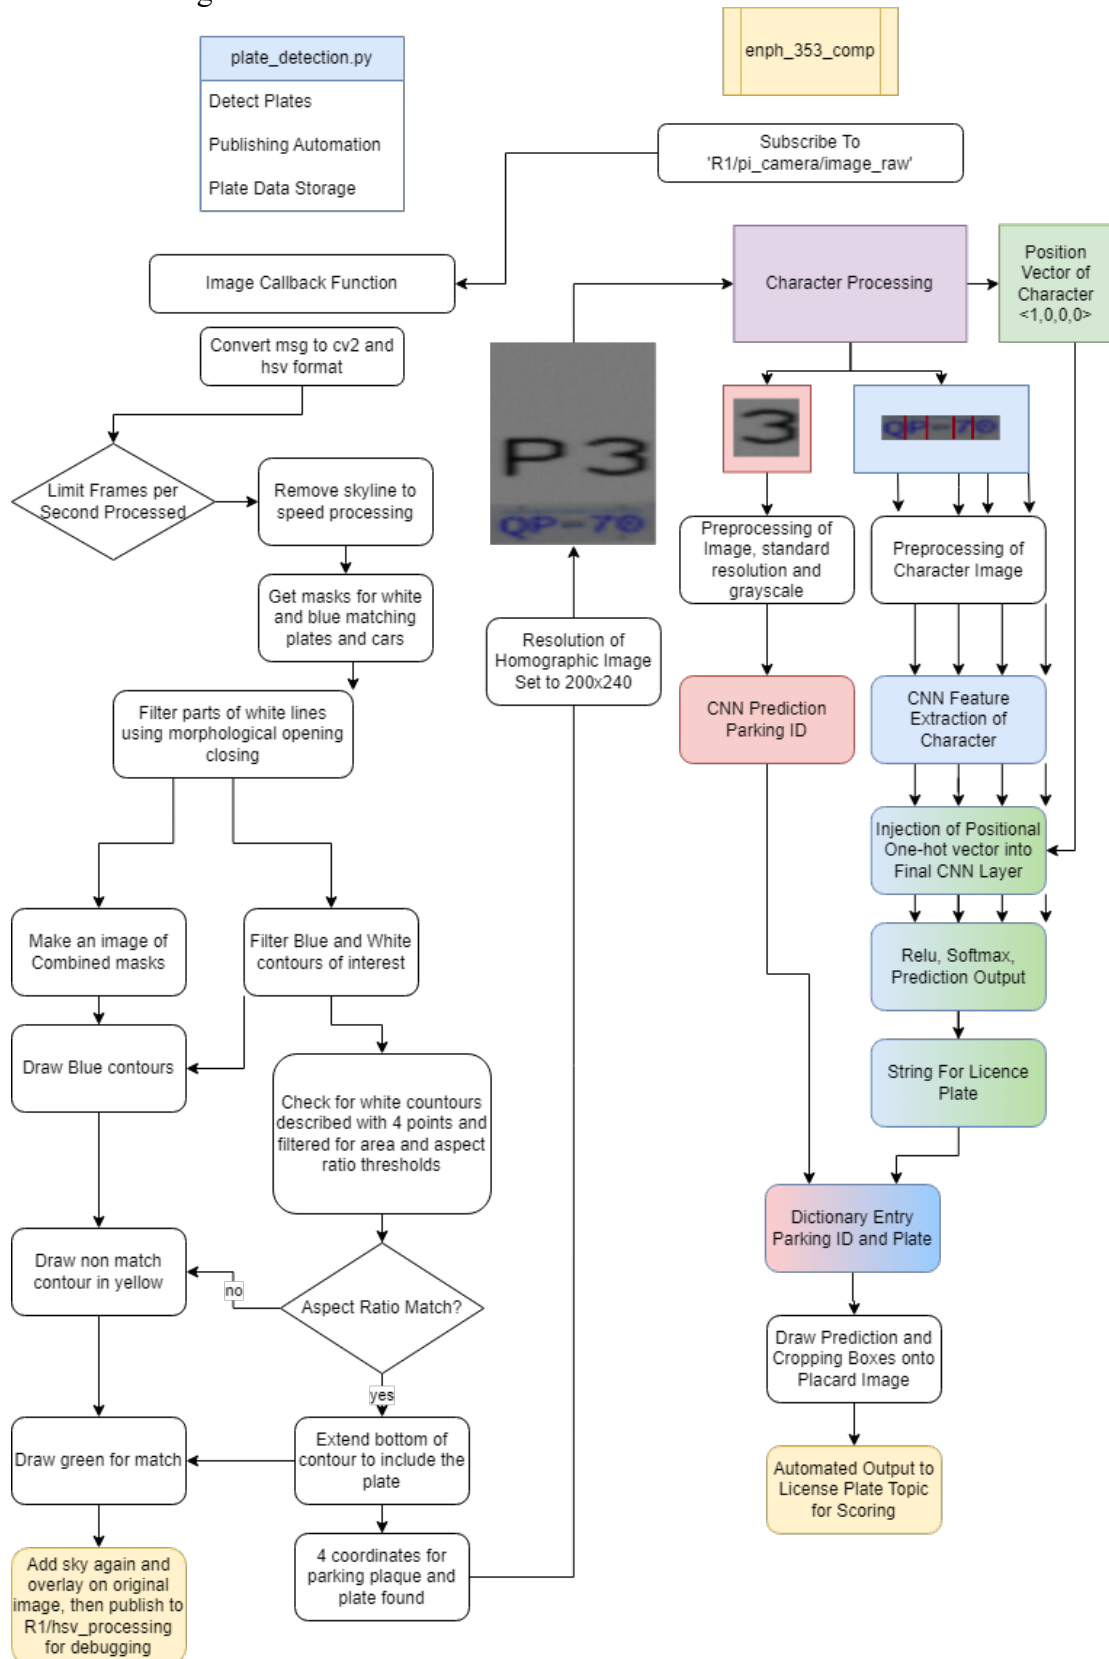 plate_detection.py
Detect Plates
Publishing Automation
Plate Data Storage
enph_353_comp
Subscribe To
'R1/pi_camera/image_raw'
Image Callback Function
Convert msg to cv2 and
hsv format
Limit Frames per
Second Processed
Remove skyline to
speed processing
Get masks for white
and blue matching
plates and cars
Filter parts of white lines
using morphological opening
closing
Make an image of
Combined masks
Filter Blue and White
contours of interest
Draw Blue contours
Check for white countours
described with 4 points and
filtered for area and aspect
ratio thresholds
Draw non match
contour in yellow
no
Aspect Ratio Match?
yes
Draw green for match
Extend bottom of
contour to include the
plate
Add sky again and
overlay on original
image, then publish to
R1/hsv_processing
for debugging
4 coordinates for
parking plaque and
plate found
Resolution of
Homographic Image
Set to 200x240
P 3
QP-70
Character Processing
Position
Vector of
Character
<1,0,0,0>
3
QP-70
Preprocessing of
Image, standard
resolution and
grayscale
Preprocessing of
Character Image
CNN Prediction
Parking ID
CNN Feature
Extraction of
Character
Injection of Positional
One-hot vector into
Final CNN Layer
Relu, Softmax,
Prediction Output
String For Licence
Plate
Dictionary Entry
Parking ID and Plate
Draw Prediction and
Cropping Boxes onto
Placard Image
Automated Output to
License Plate Topic
for Scoring